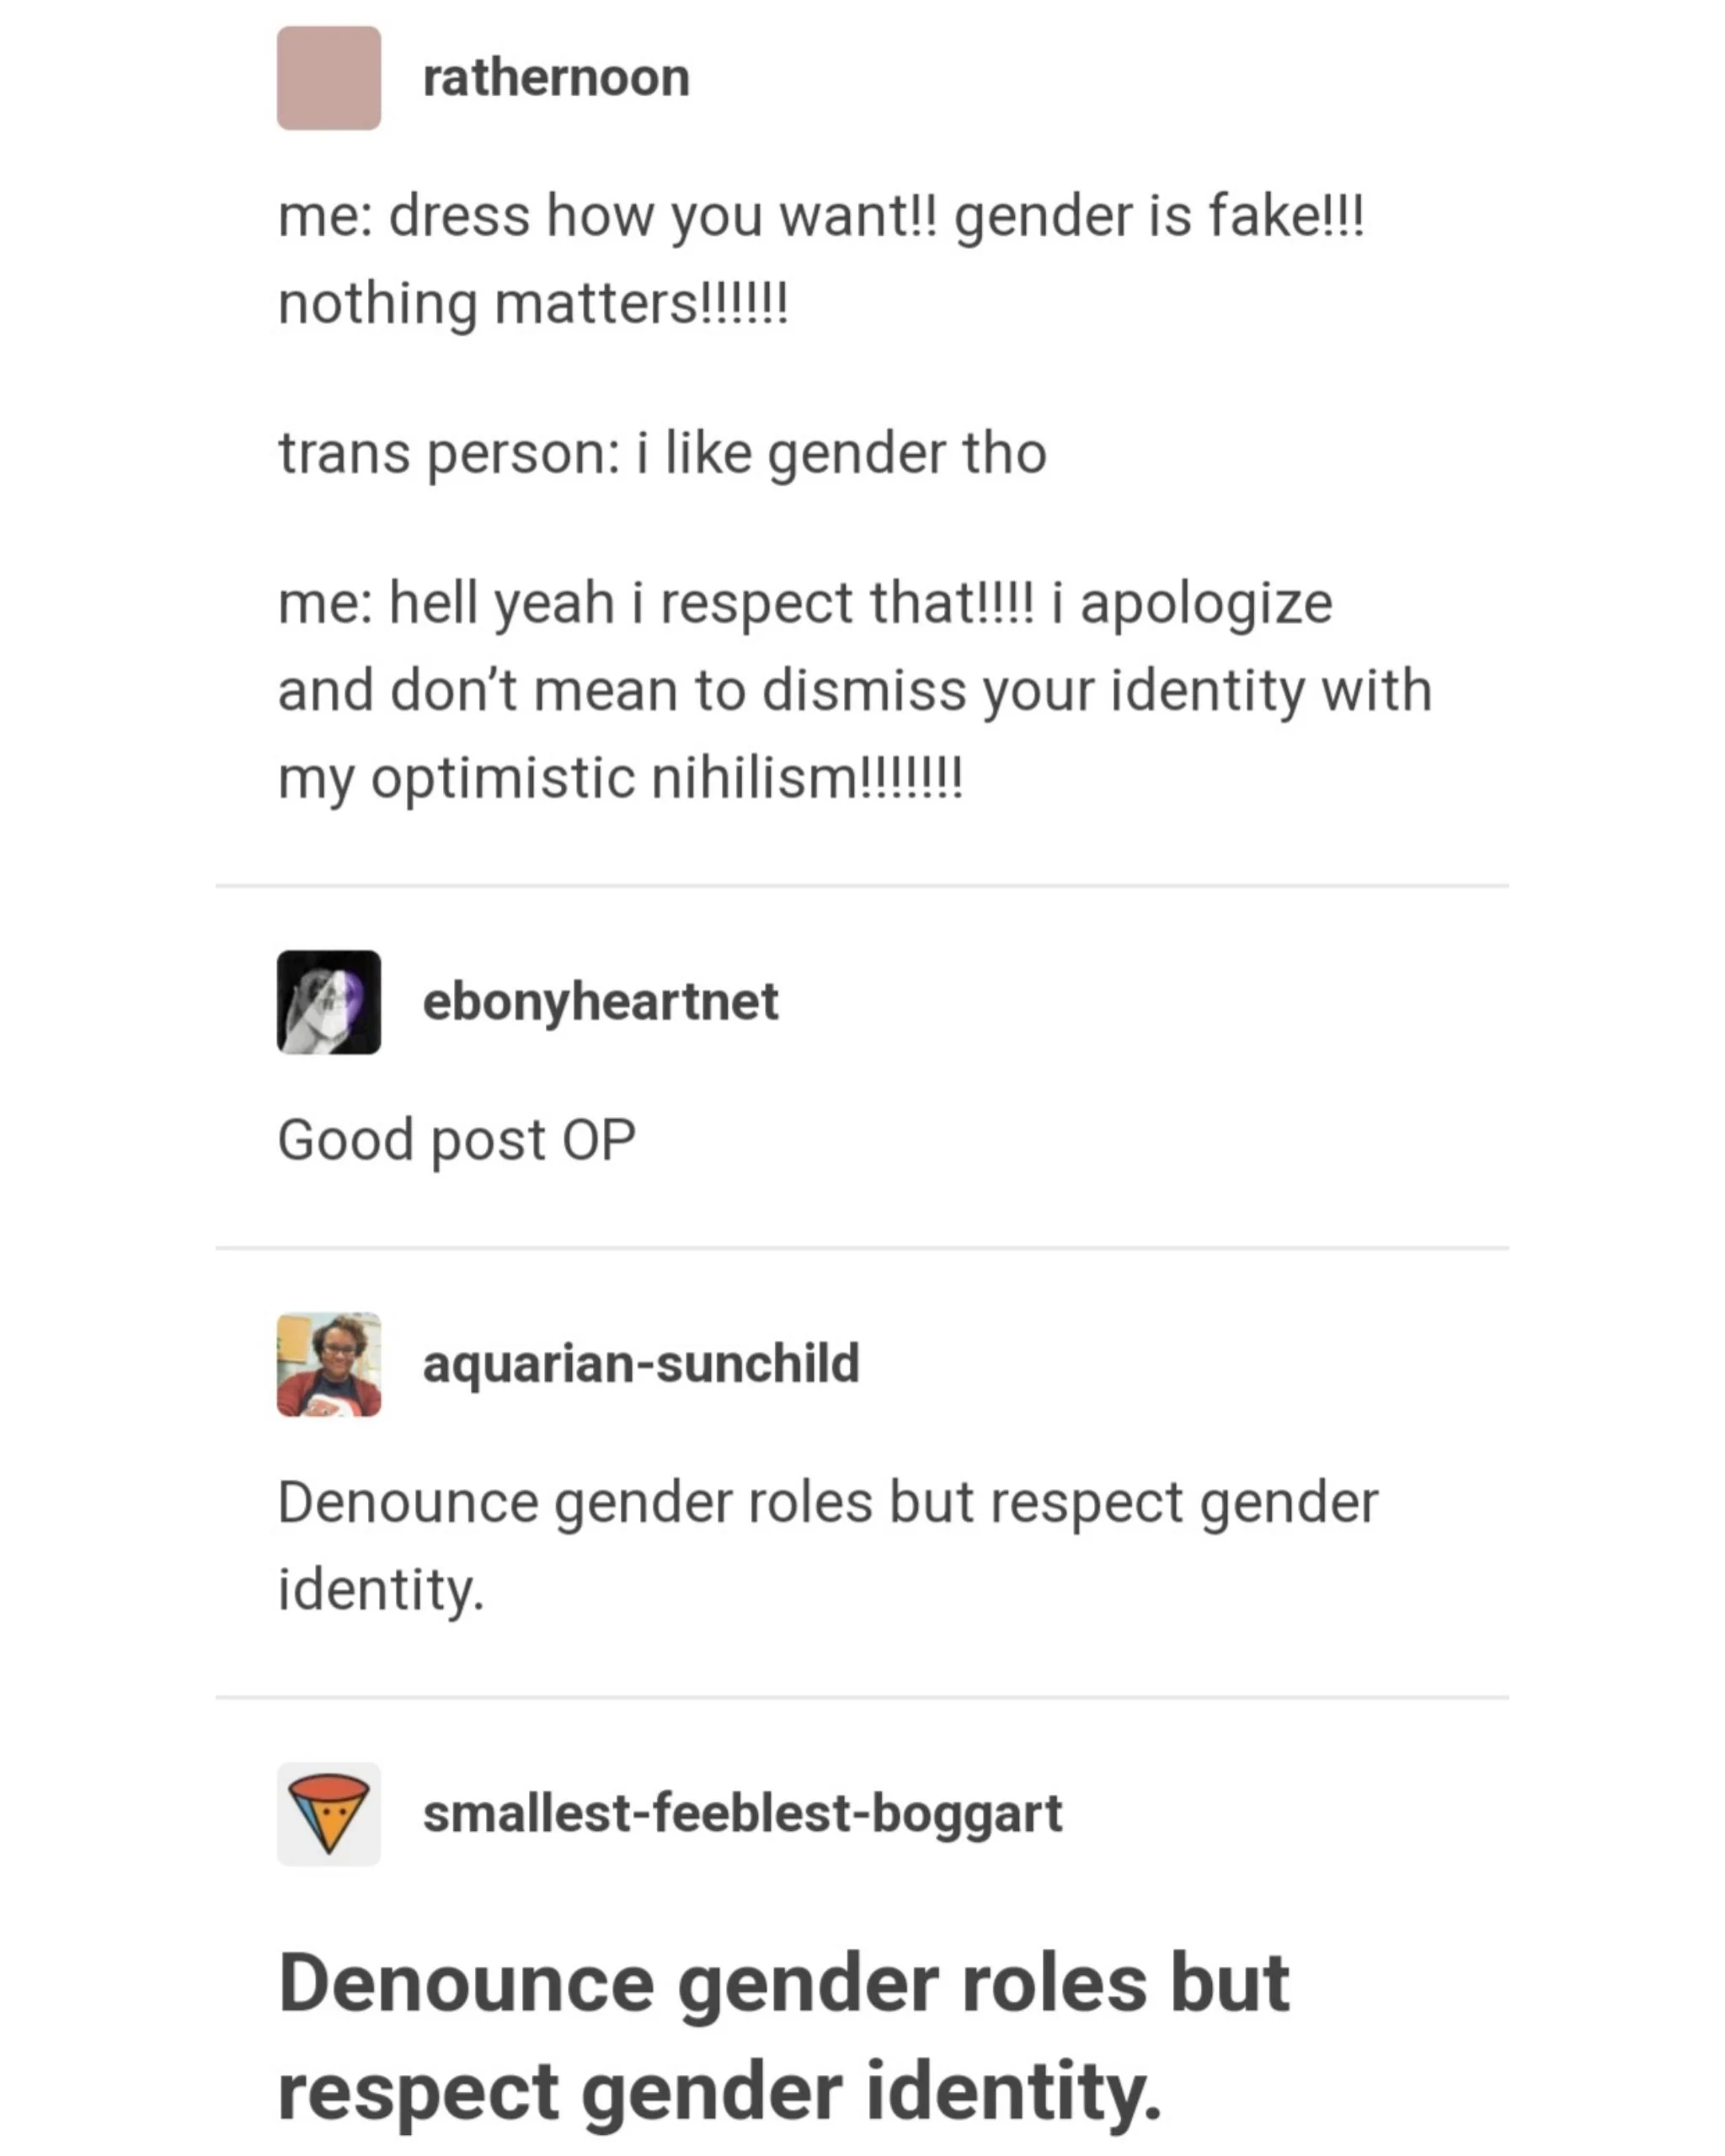 rathernoon
me: dress how you want!! gender is fake!!!
nothing matters!!!!!!
trans person: i like gender tho
me: hell yeah i respect that!!!! i apologize
and don’t mean to dismiss your identity with
my optimistic nihilism!!!!!!!
ebonyheartnet
Good post OP
aquarian-sunchild
Denounce gender roles but respect gender
identity.
smallest-feeblest-boggart
Denounce gender roles but
respect gender identity.